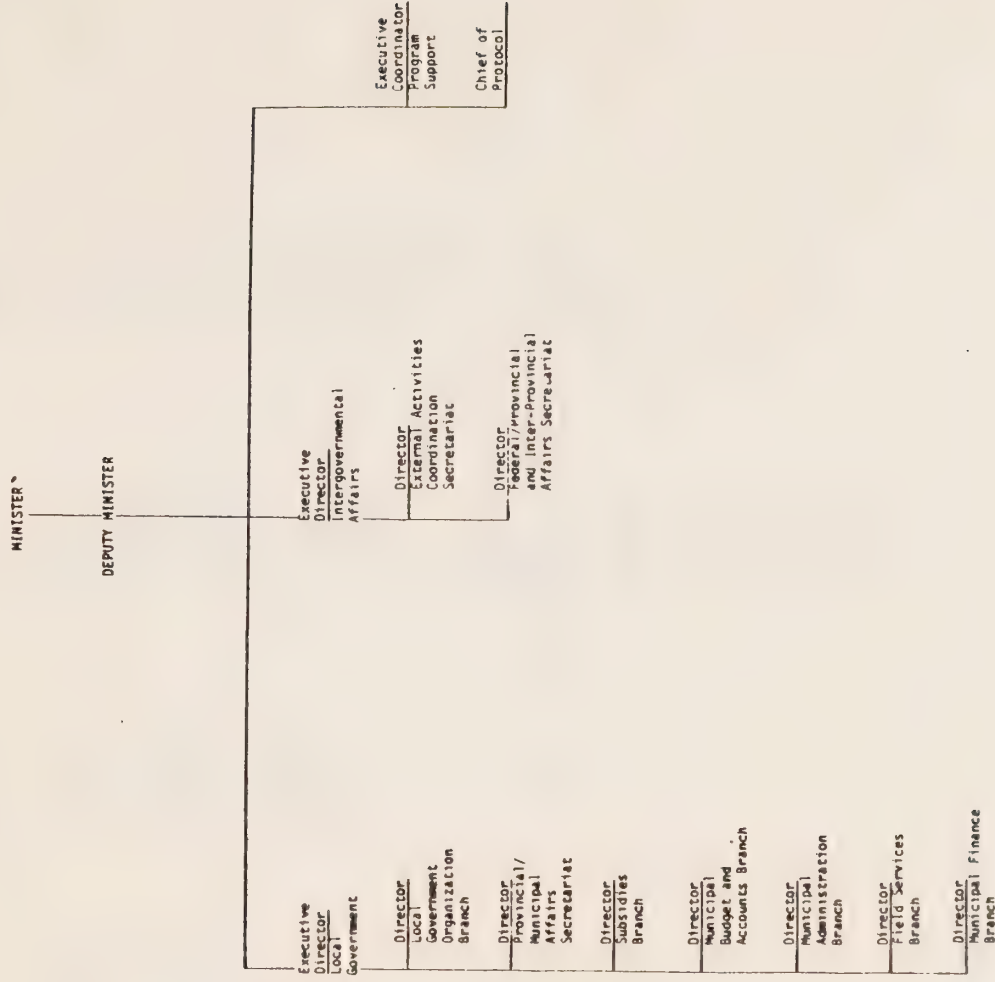 MINISTER
DEPUTY MINISTER
Executive
Director
Local
Government
Director
Local
Government
Organization
Branch
Director
Provincial/
Municipal
Affairs
Secretariat
Director
Subsidies
Branch
Director
Municipal
Budget and
Accounts Branch
Director
Municipal
Administration
Branch
Director
Field Services
Branch
Director
Municipal Finance
Branch
Executive
Director
Intergovernmental
Affairs
Director
External Activities
Coordination
Secretariat
Director
Federal/Provincial
and Inter-Provincial
Affairs Secretariat
Executive
Coordinator
Program
Support
Chief of
Protocol